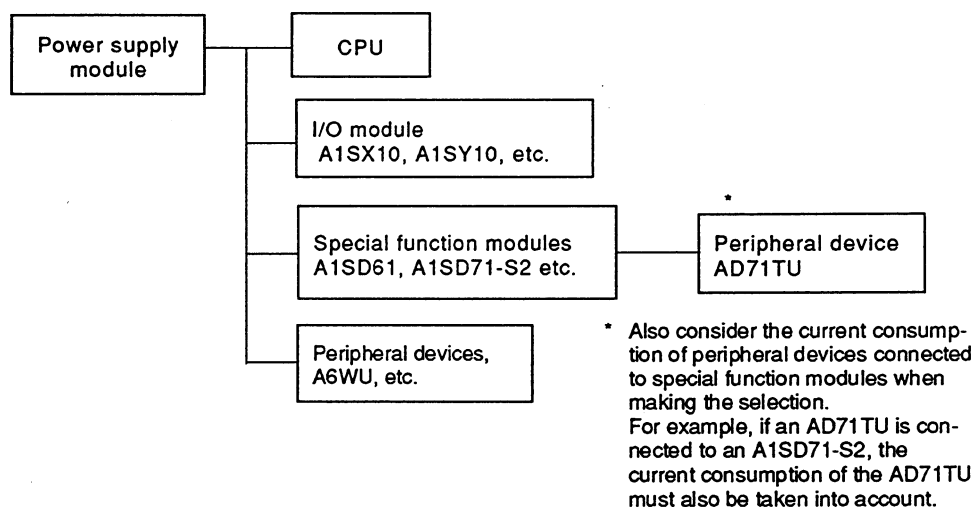 Power supply
module
CPU
I/O module
A1SX10, A1SY10, etc.
Special function modules
A1SD61, A1SD71-S2 etc.
*
Peripheral device
AD71TU
Peripheral devices,
A6WU, etc.
* Also consider the current consump-
tion of peripheral devices connected
to special function modules when
making the selection.
For example, if an AD71TU is con-
nected to an A1SD71-S2, the
current consumption of the AD71TU
must also be taken into account.